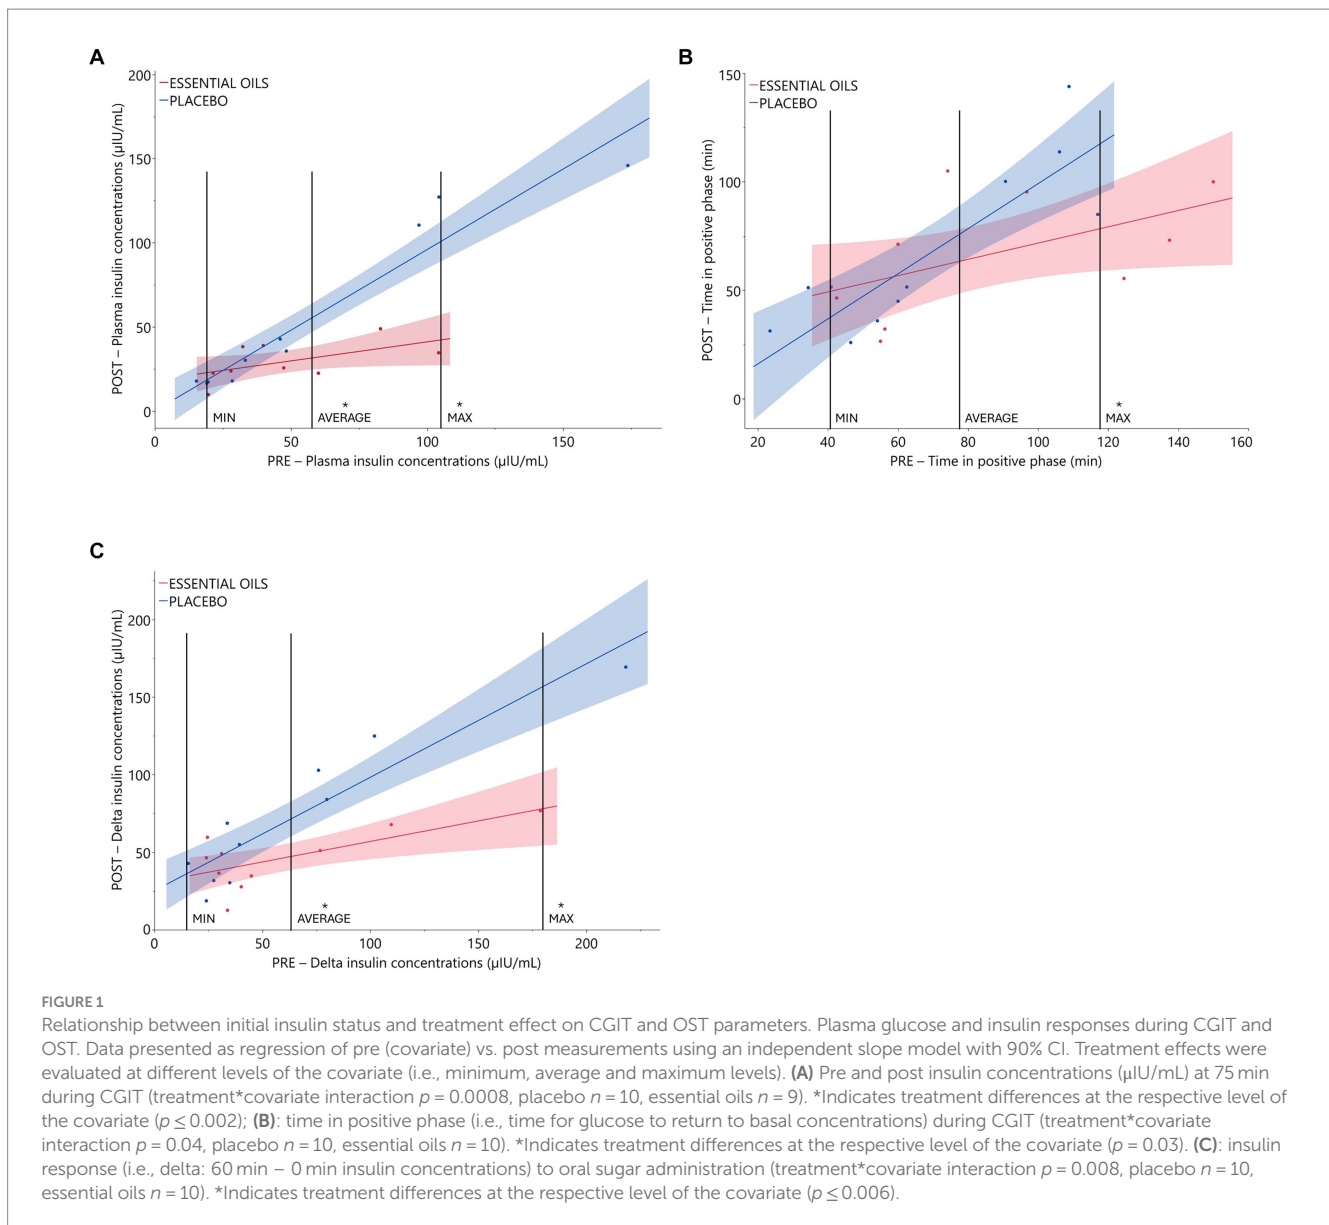 A
ESSENTIAL OILS
PLACEBO
POST – Plasma insulin concentrations (µIU/mL)
200
150
100
50
0
MIN
*
AVERAGE
*
MAX
0
50
100
150
PRE – Plasma insulin concentrations (µIU/mL)
B
ESSENTIAL OILS
PLACEBO
POST – Time in positive phase (min)
150
100
50
0
MIN
AVERAGE
*
MAX
20
40
60
80
100
120
140
160
PRE – Time in positive phase (min)
C
ESSENTIAL OILS
PLACEBO
POST – Delta insulin concentrations (µIU/mL)
200
150
100
50
0
MIN
*
AVERAGE
*
MAX
0
50
100
150
200
PRE – Delta insulin concentrations (µIU/mL)
FIGURE 1
Relationship between initial insulin status and treatment effect on CGIT and OST parameters. Plasma glucose and insulin responses during CGIT and
OST. Data presented as regression of pre (covariate) vs. post measurements using an independent slope model with 90% CI. Treatment effects were
evaluated at different levels of the covariate (i.e., minimum, average and maximum levels). (A) Pre and post insulin concentrations (µIU/mL) at 75 min
during CGIT (treatment*covariate interaction p = 0.0008, placebo n = 10, essential oils n = 9). *Indicates treatment differences at the respective level of
the covariate (p ≤ 0.002); (B): time in positive phase (i.e., time for glucose to return to basal concentrations) during CGIT (treatment*covariate
interaction p = 0.04, placebo n = 10, essential oils n = 10). *Indicates treatment differences at the respective level of the covariate (p = 0.03). (C): insulin
response (i.e., delta: 60 min – 0 min insulin concentrations) to oral sugar administration (treatment*covariate interaction p = 0.008, placebo n = 10,
essential oils n = 10). *Indicates treatment differences at the respective level of the covariate (p ≤ 0.006).